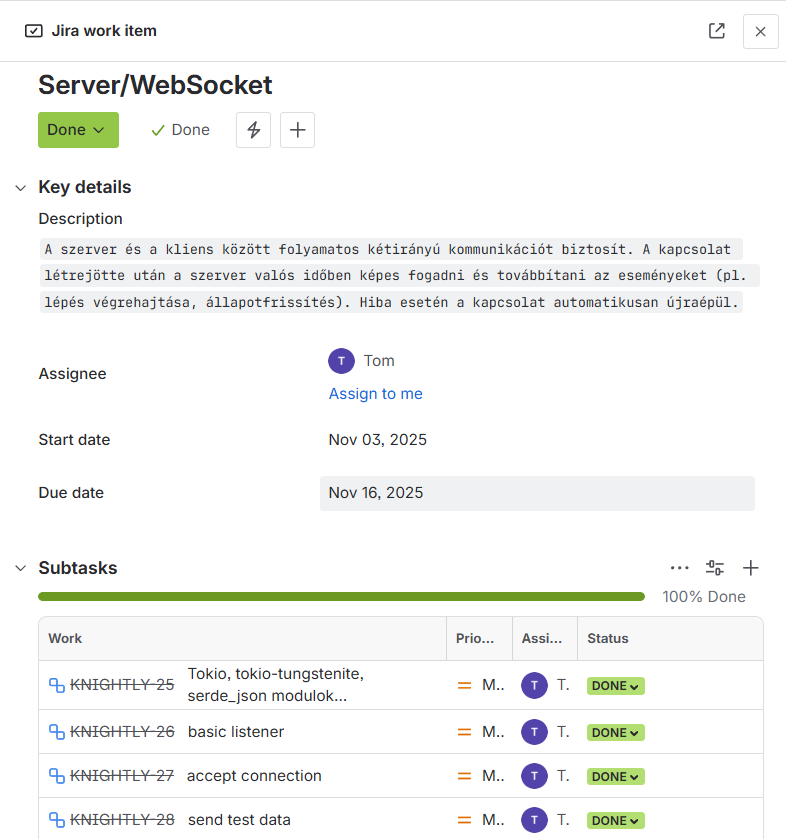 Jira work item
Server/WebSocket
Done
Done
Key details
Description
A szerver és a kliens között folyamatos kétirányú kommunikációt biztosít. A kapcsolat
létrejötte után a szerver valós időben képes fogadni és továbbítani az eseményeket (pl.
lépés végrehajtása, állapotfrissítés). Hiba esetén a kapcsolat automatikusan újraépül.
Assignee
T Tom
Assign to me
Start date Nov 03, 2025
Due date Nov 16, 2025
Subtasks
100% Done
Work Prio... Assi... Status
KNIGHTLY-25 Tokio, tokio-tungstenite,
serde_json modulok... M.. T T. DONE
KNIGHTLY-26 basic listener M.. T T. DONE
KNIGHTLY-27 accept connection M.. T T. DONE
KNIGHTLY-28 send test data M.. T T. DONE